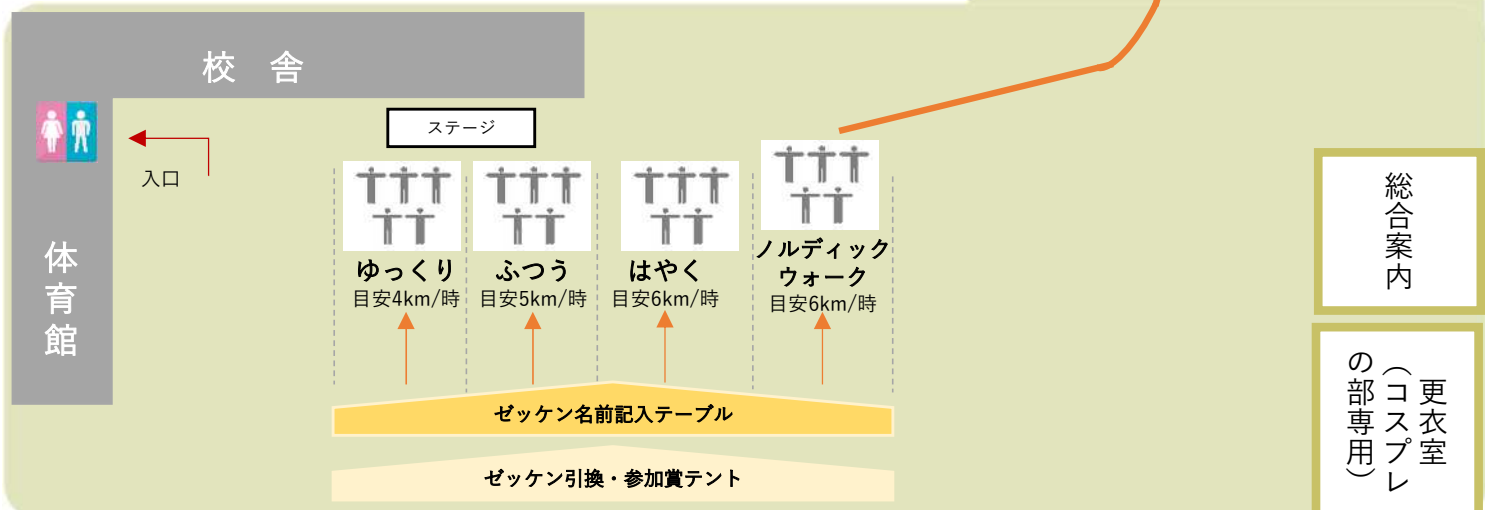 校 舎
ステージ
入口
体育館
ゆっくり
目安4km/時
ふつう
目安5km/時
はやく
目安6km/時
ノルディック
ウォーク
目安6km/時
ゼッケン名前記入テーブル
ゼッケン引換・参加賞テント
総合案内
更衣室
（コスプレ
の部専用）